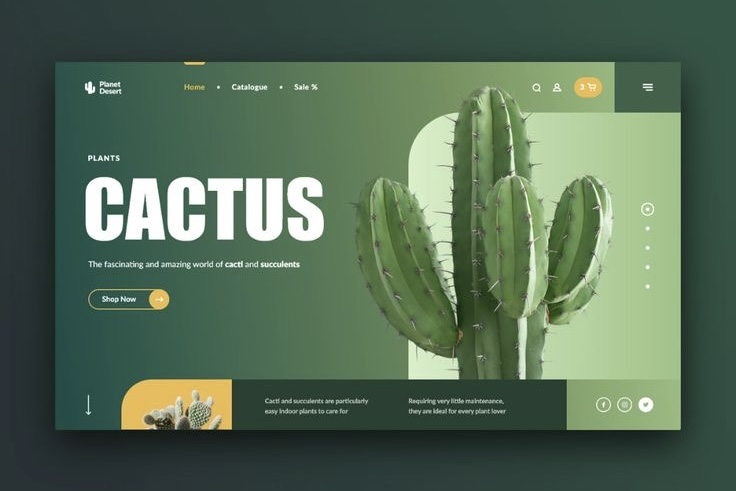 Planet
Desert
Home
Catalogue
Sale %
3
PLANTS
CACTUS
The fascinating and amazing world of cacti and succulents
Shop Now
Cacti and succulents are particularly
easy indoor plants to care for
Requiring very little maintenance,
they are ideal for every plant lover